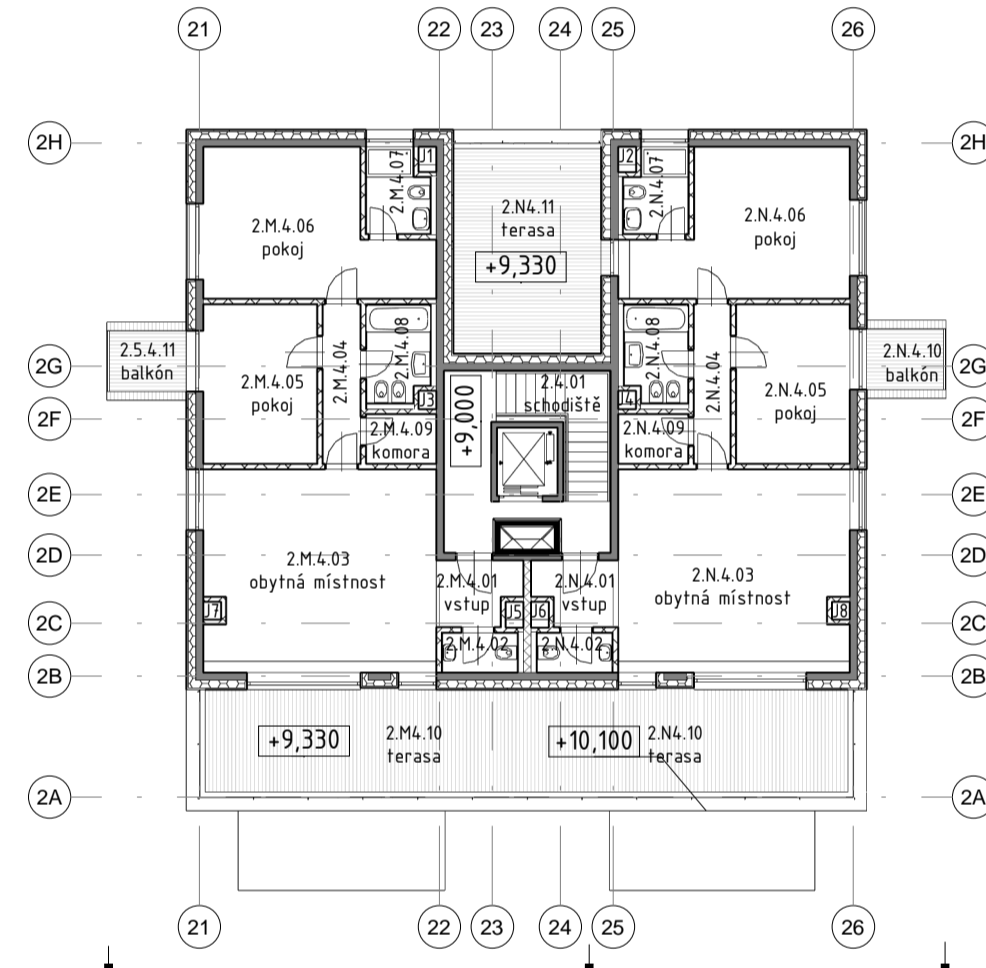 21
22
23
24
25
26
2H
2H
2.M.4.07
J1
J2
2.N.4.07
2.M.4.06
pokoj
2.N4.11
terasa
+9,330
2.N.4.06
pokoj
2.5.4.11
balkón
2G
2.M.4.05
pokoj
2.M.4.04
2.M.4.08
J3
+9,000
2.4.01
schodiště
J4
2.N.4.08
2.N.4.04
2.N.4.05
pokoj
2.N.4.10
balkón
2G
2F
2.M.4.09
komora
2.N.4.09
komora
2F
2E
2E
2D
2.M.4.03
obytná místnost
2.M.4.01
vstup
2.N.4.01
vstup
2.N.4.03
obytná místnost
2D
2C
J7
J5
J6
J8
2C
2.M.4.02
2.N.4.02
2B
2B
+9,330
2.M4.10
terasa
+10,100
2.N4.10
terasa
2A
2A
21
22
23
24
25
26